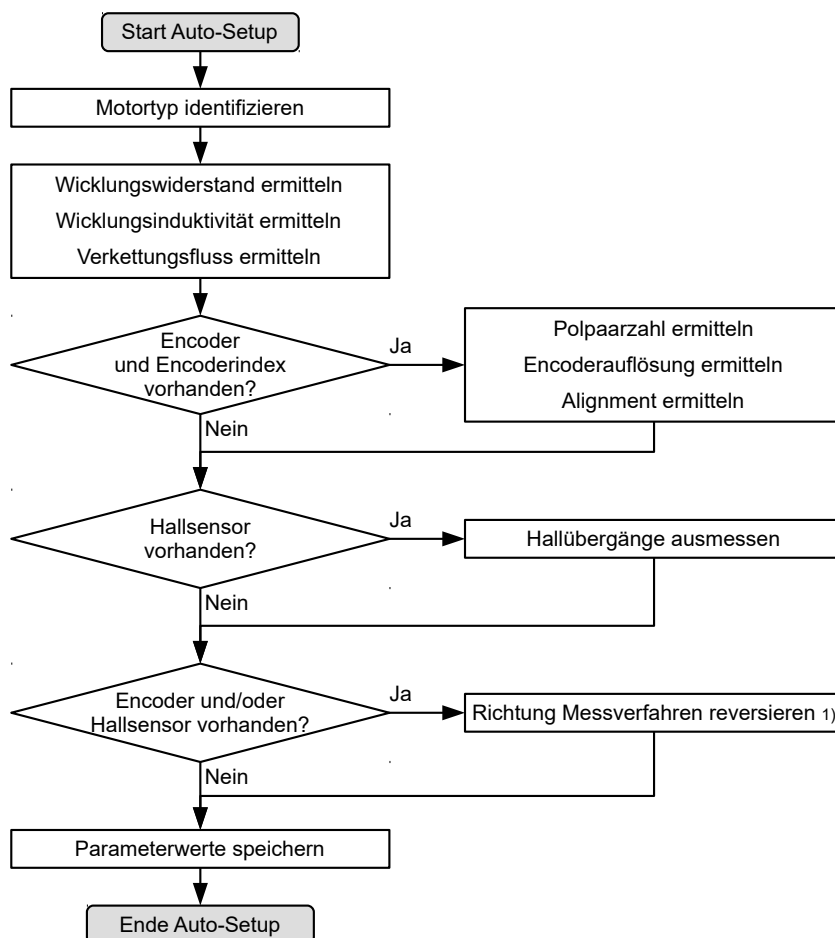 Start Auto-Setup
Motortyp identifizieren
Wicklungswiderstand ermitteln
Wicklungsinduktivität ermitteln
Verkettungsfluss ermitteln
Encoder
und Encoderindex
vorhanden?
Ja
Polpaarzahl ermitteln
Encoderauflösung ermitteln
Alignment ermitteln
Nein
Hallsensor
vorhanden?
Ja
Hallübergänge ausmessen
Nein
Encoder und/oder
Hallsensor vorhanden?
Ja
Richtung Messverfahren reversieren 1)
Nein
Parameterwerte speichern
Ende Auto-Setup